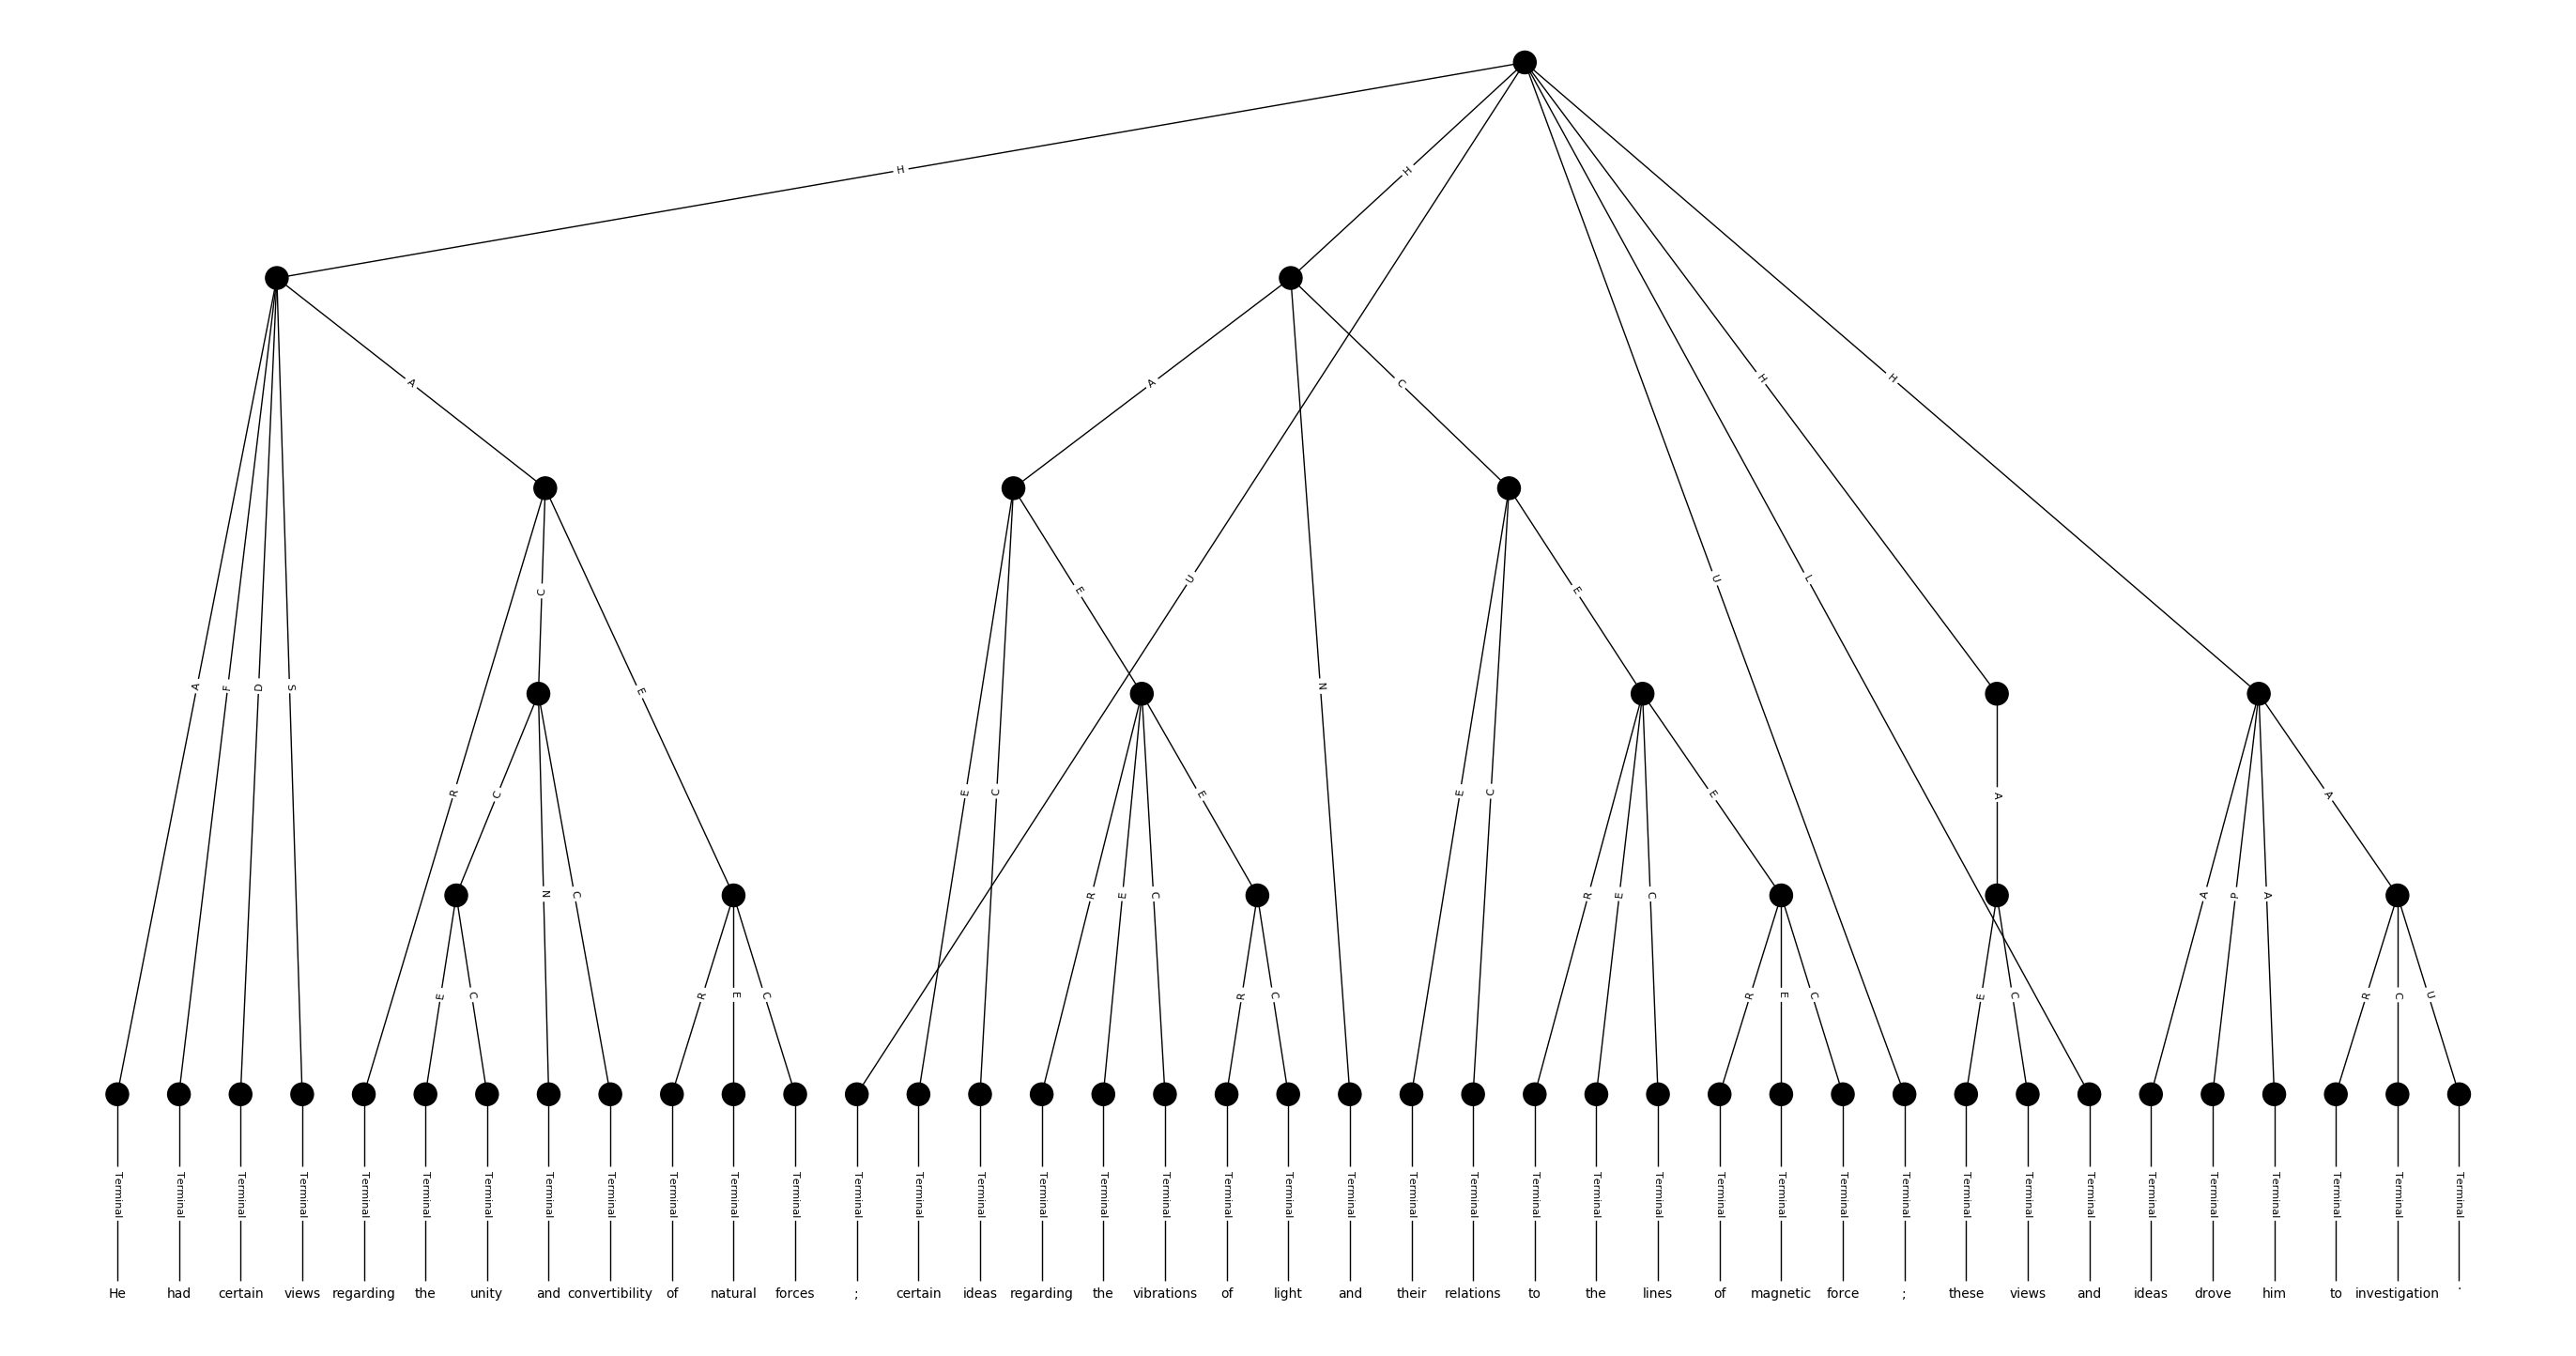 H
H
A
A
C
C
E
E
U
H
H
U
L
A
F
D
S
N
E
R
C
E
C
E
C
E
A
E
A
R
N
C
R
E
C
R
E
C
A
P
A
E
C
R
E
C
R
C
R
E
C
E
C
R
C
U
Terminal Terminal Terminal Terminal Terminal Terminal Terminal Terminal Terminal Terminal Terminal Terminal Terminal Terminal Terminal Terminal Terminal Terminal Terminal Terminal Terminal Terminal Terminal Terminal Terminal Terminal Terminal Terminal Terminal Terminal Terminal Terminal Terminal Terminal Terminal Terminal Terminal Terminal Terminal
He had certain views regarding the unity and convertibility of natural forces ; certain ideas regarding the vibrations of light and their relations to the lines of magnetic force ; these views and ideas drove him to investigation .